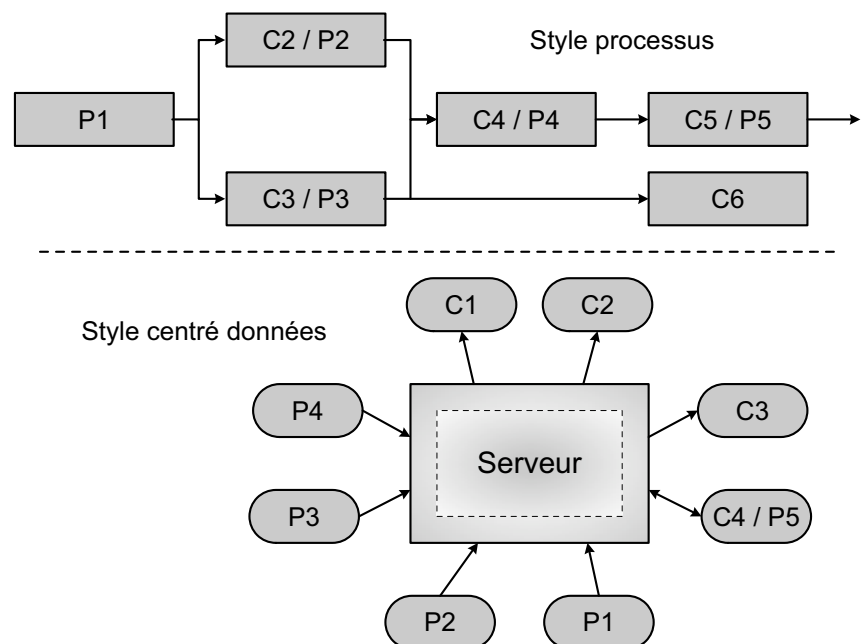 C2 / P2
Style processus
P1
C4 / P4
C5 / P5
C3 / P3
C6
C1
C2
Style centré données
P4
C3
Serveur
P3
C4 / P5
P2
P1